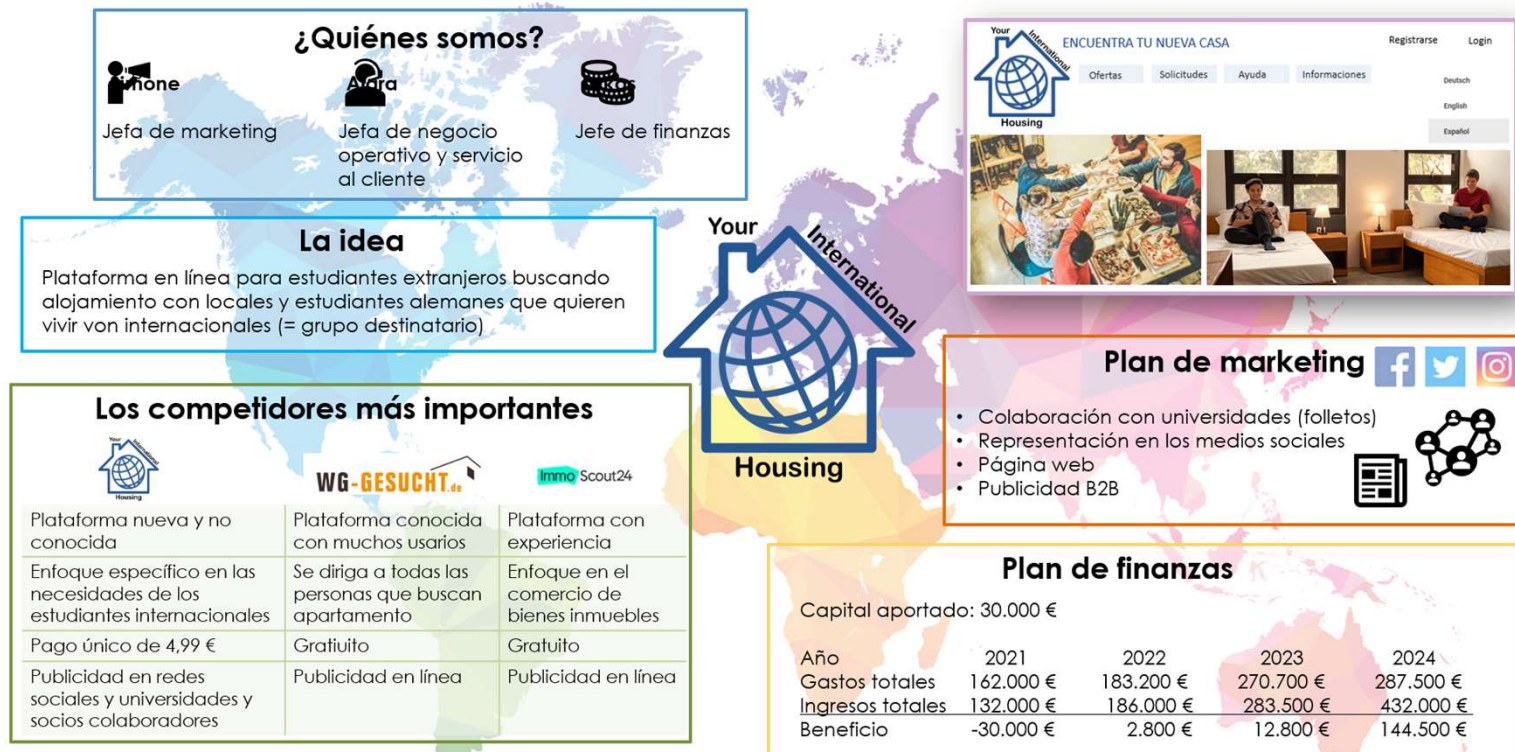 ¿Quiénes somos?
Jefa de marketing
Jefa de negocio
operativo y servicio
al cliente
Jefe de finanzas
La idea
Plataforma en línea para estudiantes extranjeros buscando
alojamiento con locales y estudiantes alemanes que quieren
vivir von internacionales (= grupo destinatario)
Los competidores más importantes
Your International
Housing
WG-GESUCHT.de
ImmoScout24
Plataforma nueva y no
conocida
Plataforma conocida
con muchos usarios
Plataforma con
experiencia
Enfoque específico en las
necesidades de los
estudiantes internacionales
Se diriga a todas las
personas que buscan
apartamento
Enfoque en el
comercio de
bienes inmuebles
Pago único de 4,99 €
Gratiuito
Gratuito
Publicidad en redes
sociales y universidades y
socios colaboradores
Publicidad en línea
Publicidad en línea
Your International
Housing
Your International
Housing
ENCUENTRA TU NUEVA CASA
Registrarse Login
Ofertas Solicitudes Ayuda Informaciones
Deutsch
English
Español
Plan de marketing
• Colaboración con universidades (folletos)
• Representación en los medios sociales
• Página web
• Publicidad B2B
Plan de finanzas
Capital aportado: 30.000 €
Año 2021 2022 2023 2024
Gastos totales 162.000 € 183.200 € 270.700 € 287.500 €
Ingresos totales 132.000 € 186.000 € 283.500 € 432.000 €
Beneficio -30.000 € 2.800 € 12.800 € 144.500 €